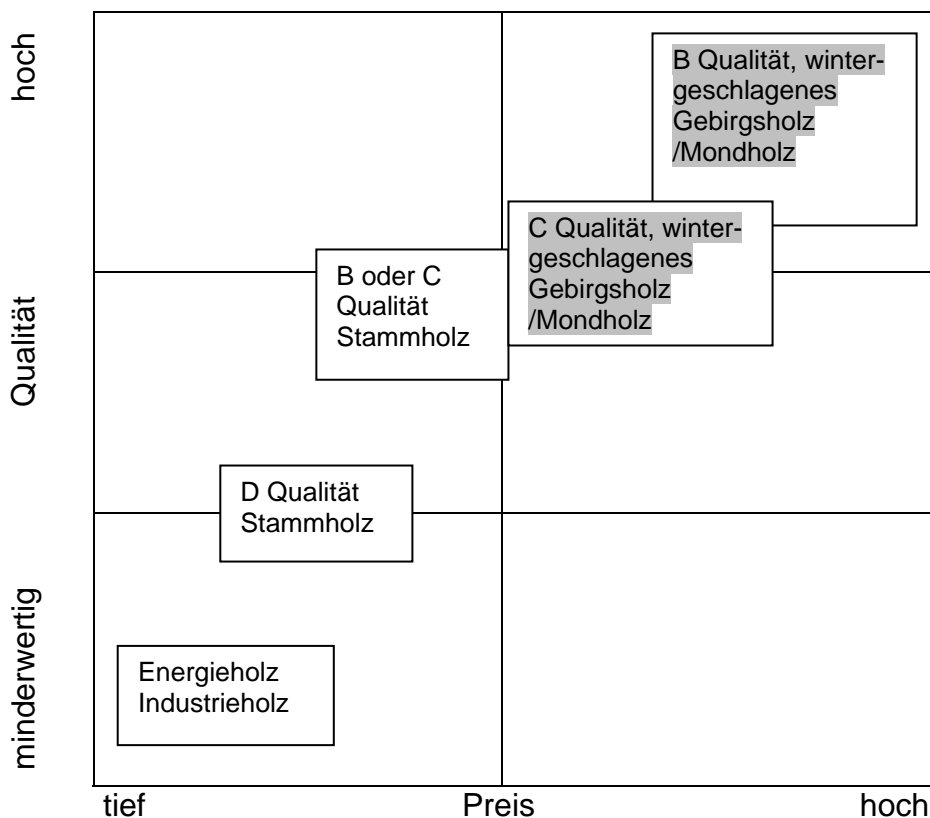 hoch
B Qualität, winter-
geschlagenes
Gebirgsholz
/Mondholz
C Qualität, winter-
geschlagenes
Gebirgsholz
/Mondholz
B oder C
Qualität
Stammholz
Qualität
D Qualität
Stammholz
minderwertig
Energieholz
Industrieholz
tief Preis hoch